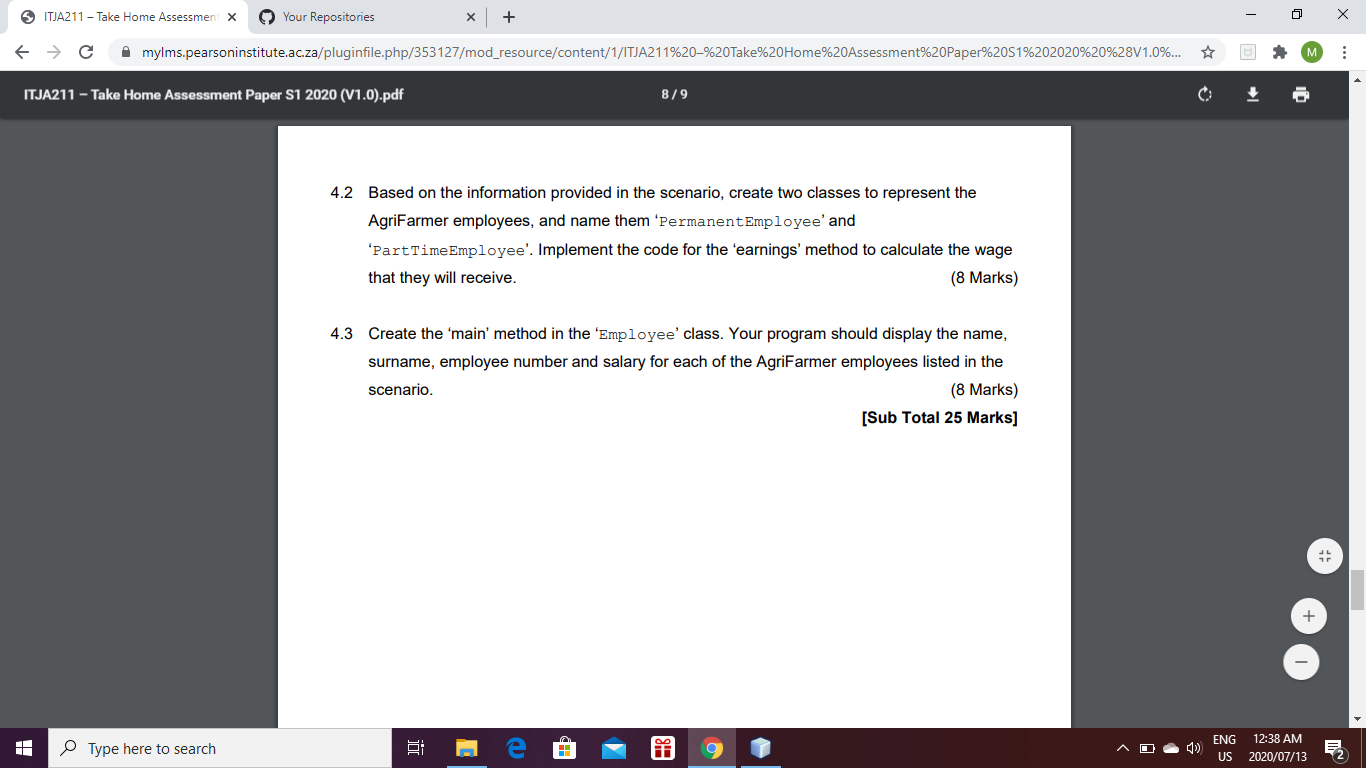 ITJA211 – Take Home Assessment
Your Repositories
mylms.pearsoninstitute.ac.za/pluginfile.php/353127/mod_resource/content/1/ITJA211%20–%20Take%20Home%20Assessment%20Paper%20S1%202020%20%28V1.0%...
M
ITJA211 – Take Home Assessment Paper S1 2020 (V1.0).pdf
8 / 9
4.2 Based on the information provided in the scenario, create two classes to represent the
AgriFarmer employees, and name them ‘PermanentEmployee’ and
‘PartTimeEmployee’. Implement the code for the ‘earnings’ method to calculate the wage
that they will receive. (8 Marks)
4.3 Create the ‘main’ method in the ‘Employee’ class. Your program should display the name,
surname, employee number and salary for each of the AgriFarmer employees listed in the
scenario. (8 Marks)
[Sub Total 25 Marks]
Type here to search
ENG
US
12:38 AM
2020/07/13
2